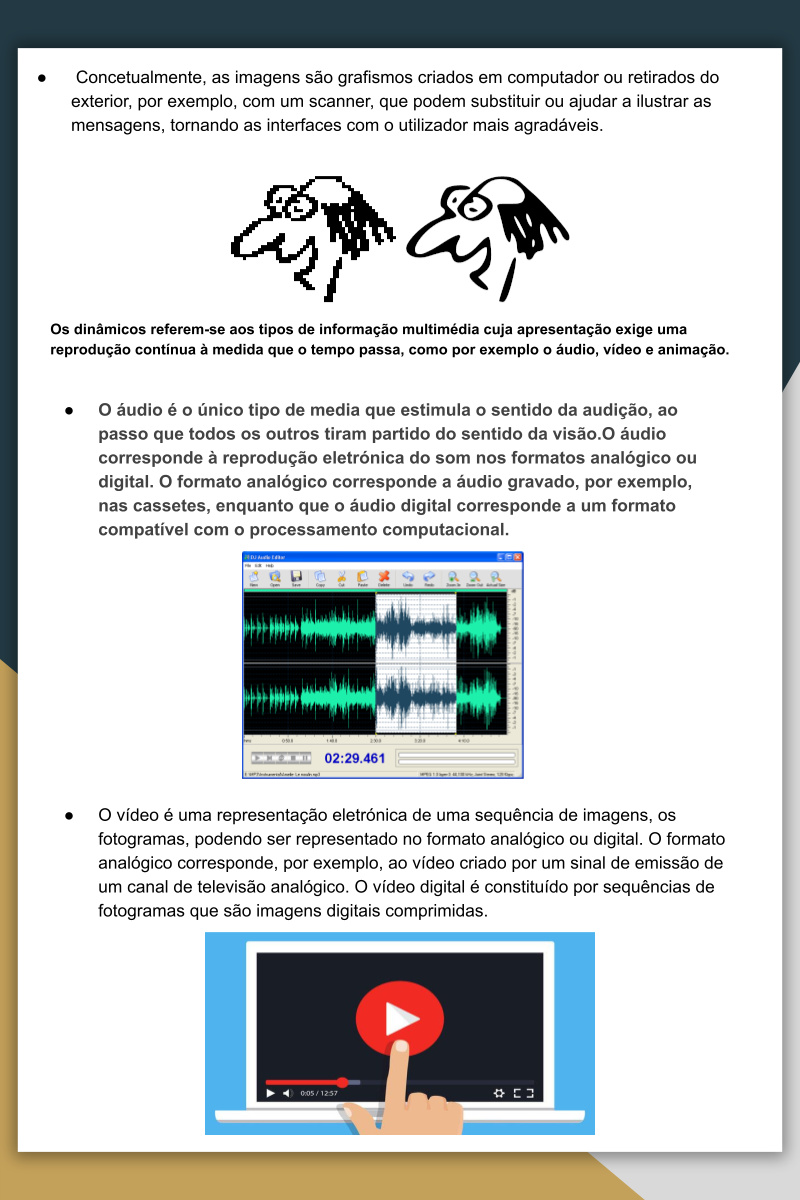 ● Concetualmente, as imagens são grafismos criados em computador ou retirados do
exterior, por exemplo, com um scanner, que podem substituir ou ajudar a ilustrar as
mensagens, tornando as interfaces com o utilizador mais agradáveis.
Os dinâmicos referem-se aos tipos de informação multimédia cuja apresentação exige uma
reprodução contínua à medida que o tempo passa, como por exemplo o áudio, vídeo e animação.
● O áudio é o único tipo de media que estimula o sentido da audição, ao
passo que todos os outros tiram partido do sentido da visão.O áudio
corresponde à reprodução eletrónica do som nos formatos analógico ou
digital. O formato analógico corresponde a áudio gravado, por exemplo,
nas cassetes, enquanto que o áudio digital corresponde a um formato
compatível com o processamento computacional.
DJ Audio Editor
File Edit Help
New Open Save Copy Cut Paste Delete Undo Redo Zoom In Zoom Out
02:29.461
● O vídeo é uma representação eletrónica de uma sequência de imagens, os
fotogramas, podendo ser representado no formato analógico ou digital. O formato
analógico corresponde, por exemplo, ao vídeo criado por um sinal de emissão de
um canal de televisão analógico. O vídeo digital é constituído por sequências de
fotogramas que são imagens digitais comprimidas.
0:05 / 12:57